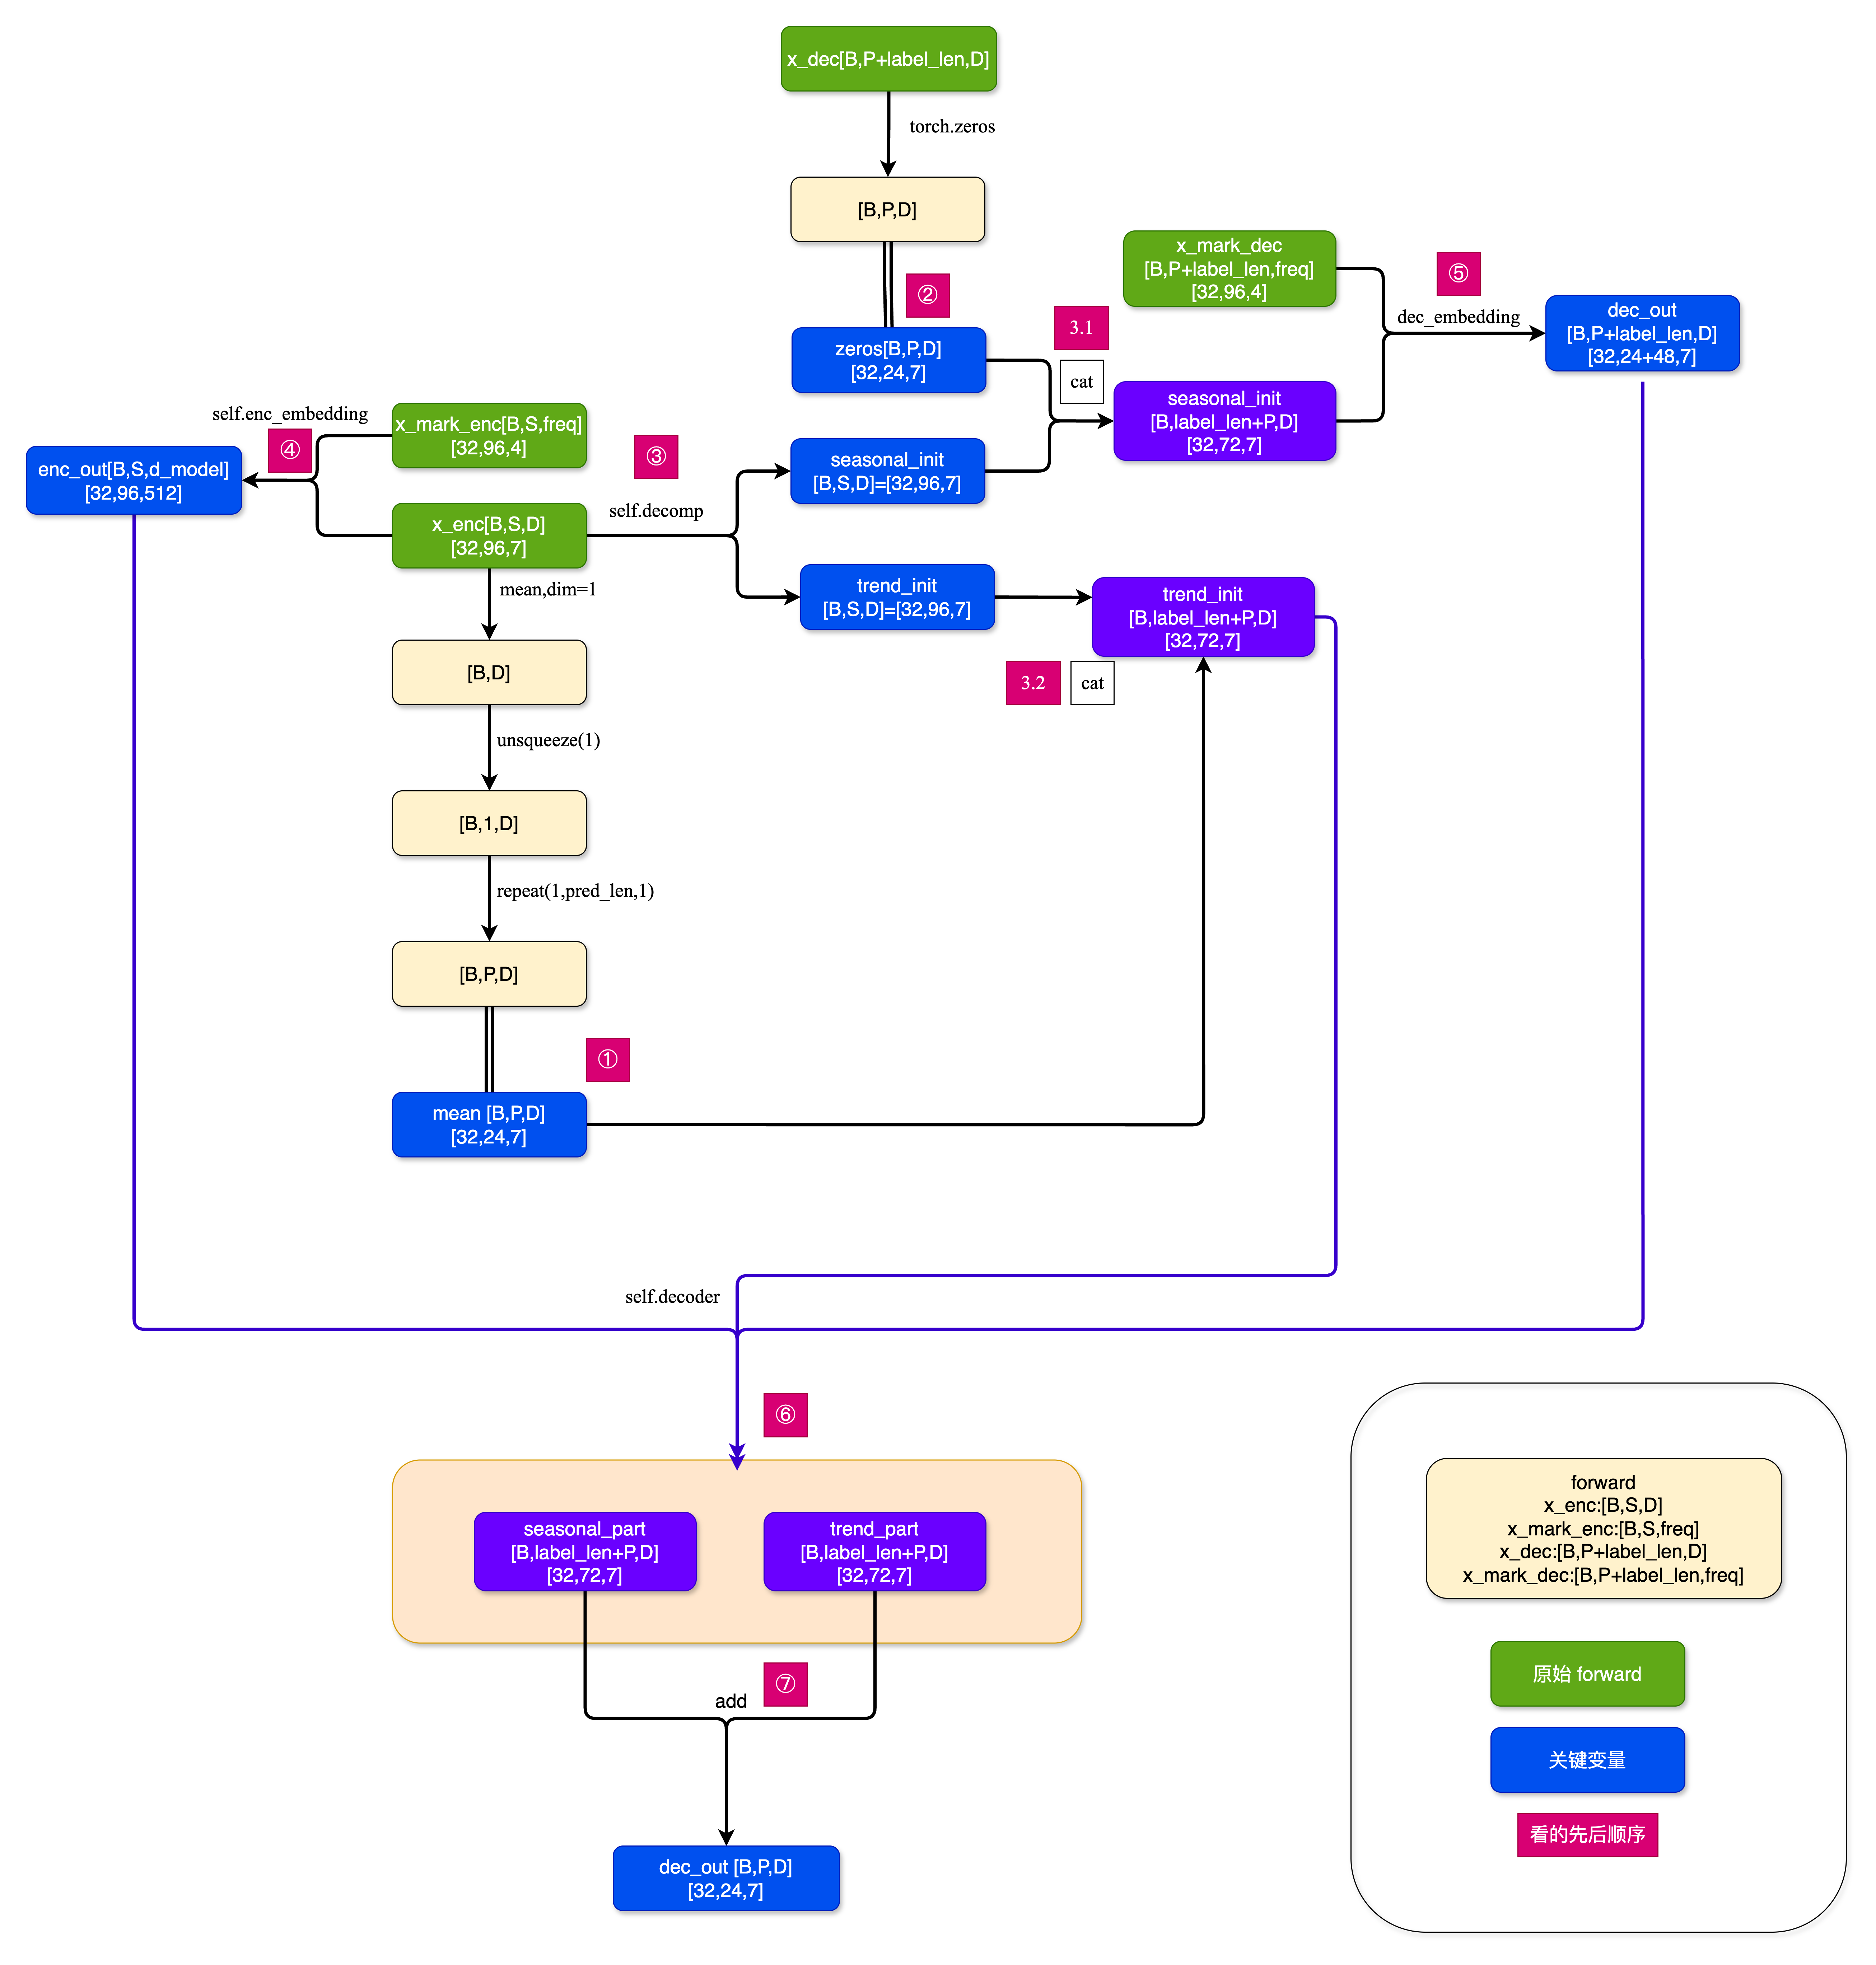 x_dec[B,P+label_len,D]
torch.zeros
[B,P,D]
②
zeros[B,P,D]
[32,24,7]
3.1
cat
x_mark_dec
[B,P+label_len,freq]
[32,96,4]
⑤
dec_embedding
dec_out
[B,P+label_len,D]
[32,24+48,7]
seasonal_init
[B,label_len+P,D]
[32,72,7]
self.enc_embedding
④
enc_out[B,S,d_model]
[32,96,512]
x_mark_enc[B,S,freq]
[32,96,4]
③
x_enc[B,S,D]
[32,96,7]
self.decomp
seasonal_init
[B,S,D]=[32,96,7]
trend_init
[B,S,D]=[32,96,7]
trend_init
[B,label_len+P,D]
[32,72,7]
3.2
cat
mean,dim=1
[B,D]
unsqueeze(1)
[B,1,D]
repeat(1,pred_len,1)
[B,P,D]
①
mean [B,P,D]
[32,24,7]
self.decoder
⑥
seasonal_part
[B,label_len+P,D]
[32,72,7]
trend_part
[B,label_len+P,D]
[32,72,7]
⑦
add
dec_out [B,P,D]
[32,24,7]
forward
x_enc:[B,S,D]
x_mark_enc:[B,S,freq]
x_dec:[B,P+label_len,D]
x_mark_dec:[B,P+label_len,freq]
原始 forward
关键变量
看的先后顺序